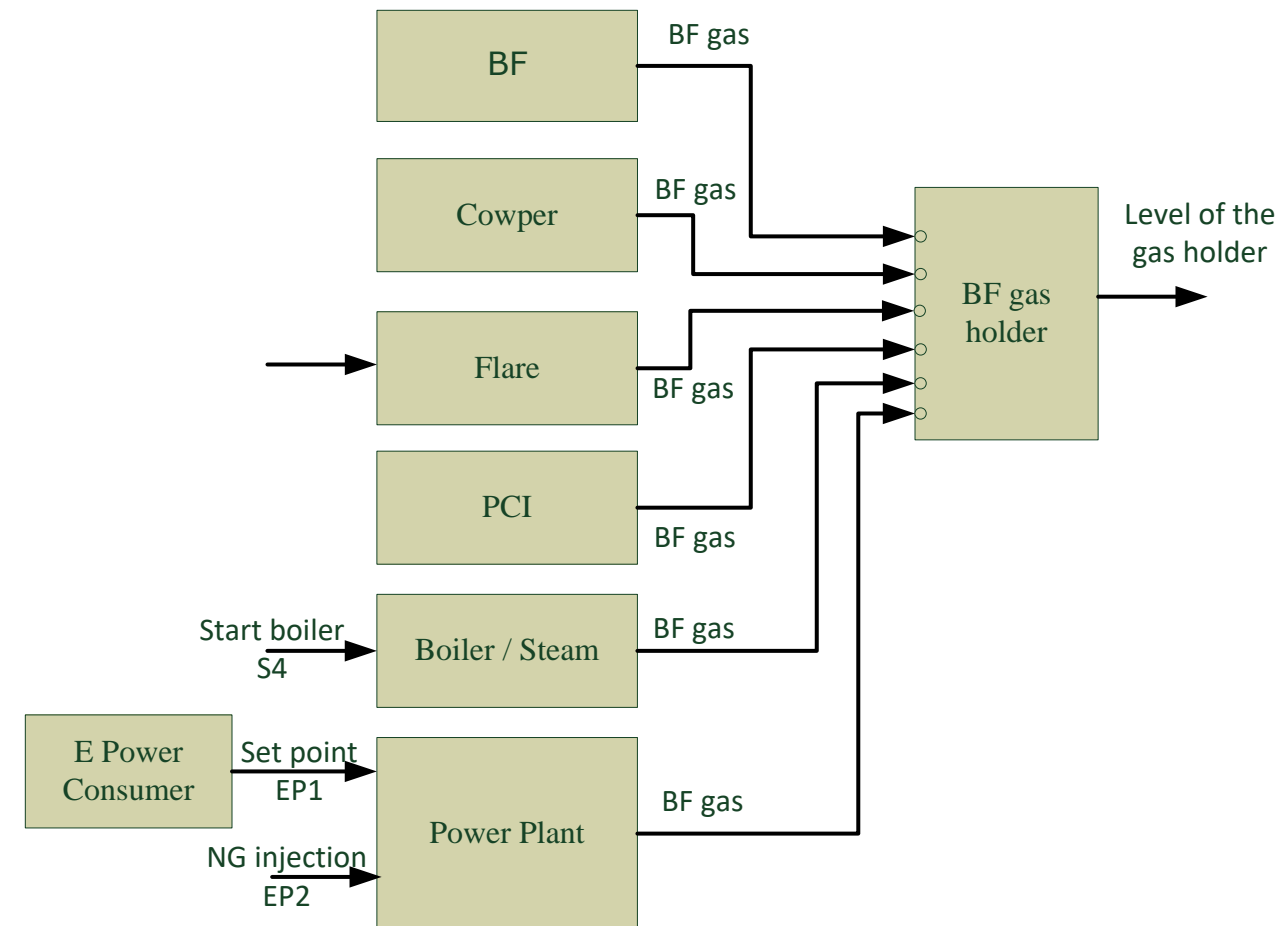 BF gas
BF
BF gas
Cowper
Level of the
gas holder
BF gas
holder
Flare
BF gas
PCI
BF gas
Start boiler
S4
Boiler / Steam
BF gas
E Power
Consumer
Set point
EP1
Power Plant
BF gas
NG injection
EP2